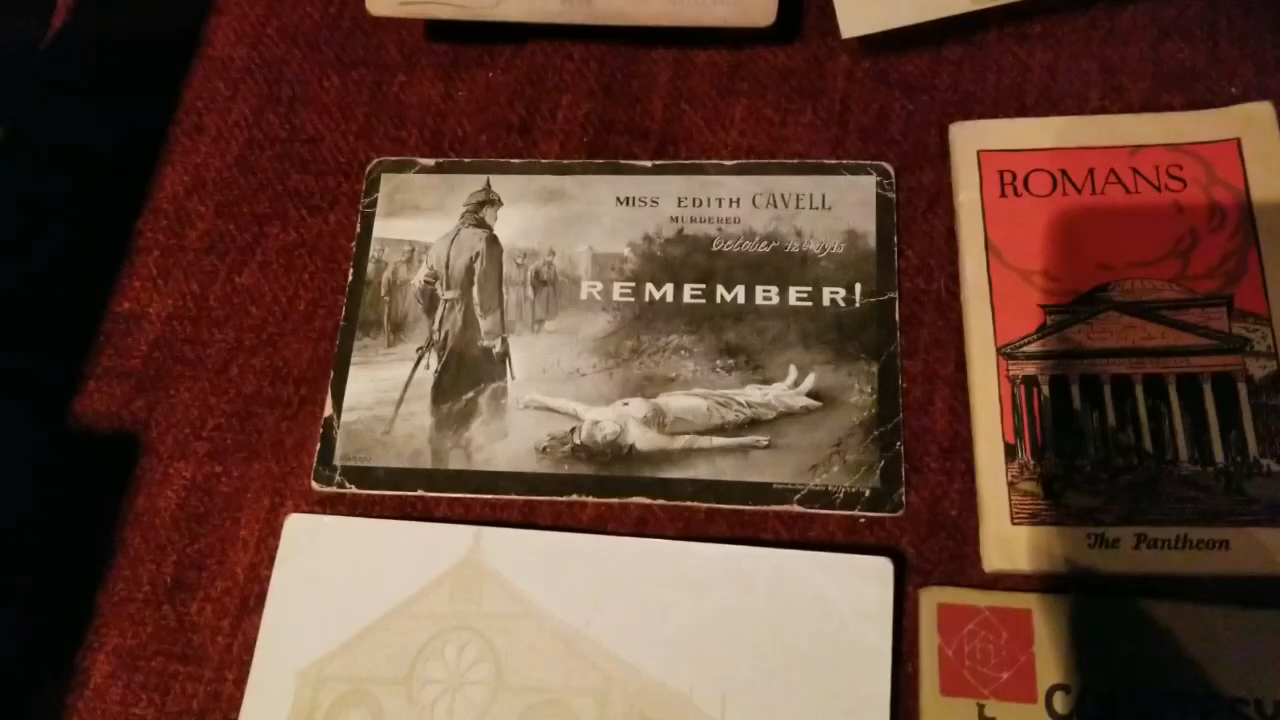 MISS EDITH CAVELL
MURDERED
October 12th 1915
REMEMBER!
ROMANS
The Pantheon